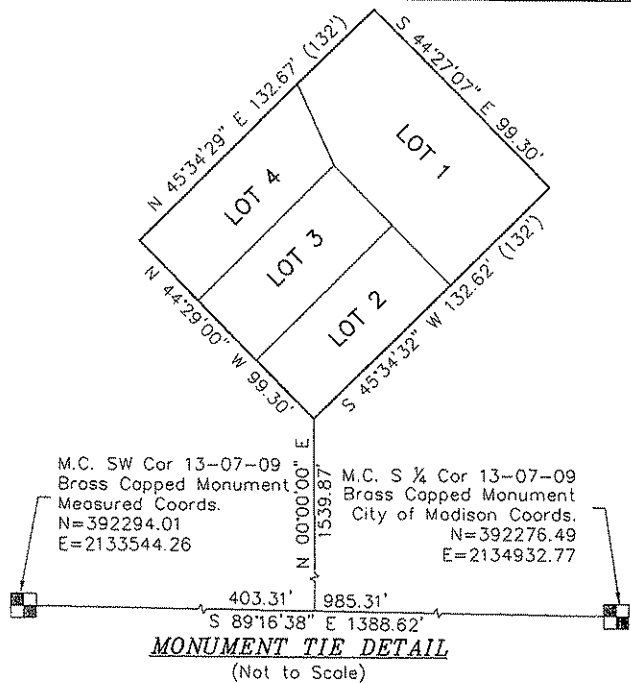 N 45°34'29" E 132.67' (132')
S 44°27'07" E 99.30'
LOT 1
LOT 4
LOT 3
LOT 2
N 44°29'00" W 99.30'
S 45°34'32" W 132.62' (132')
M.C. SW Cor 13-07-09
Brass Capped Monument
Measured Coords.
N=392294.01
E=2133544.26
N 00°00'00" E
1539.87'
M.C. S ¼ Cor 13-07-09
Brass Capped Monument
City of Madison Coords.
N=392276.49
E=2134932.77
403.31' 985.31'
S 89°16'38" E 1388.62'
MONUMENT TIE DETAIL
(Not to Scale)